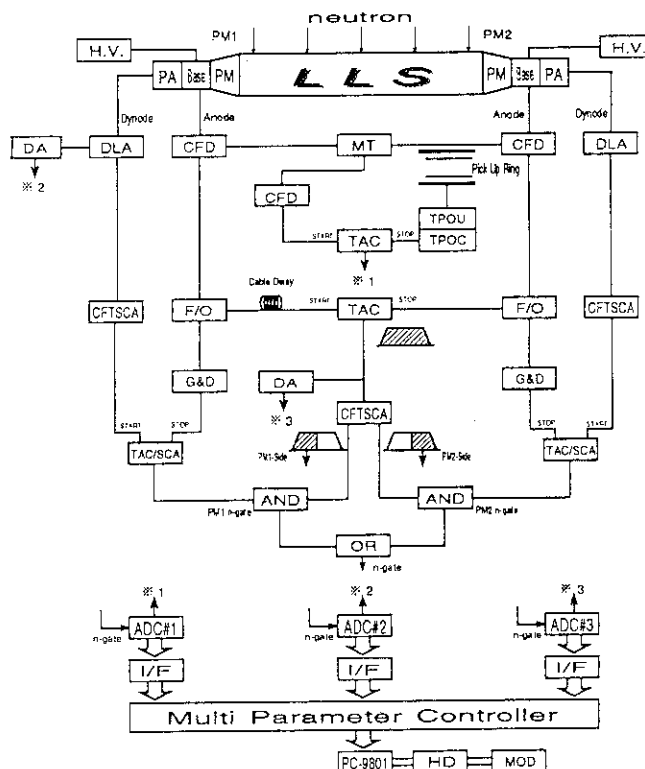 neutron
PM1 PM2
H.V. H.V.
PA Base PM LLS PM Base PA
Dynode Anode Anode Dynode
DA DLA CFD MT CFD DLA
※ 2
Pick Up Ring
CFD
TPOU
START TAC STOP TPOC
※ 1
Cable
CFTSCA F/O START TAC STOP F/O CFTSCA
G&D G&D
DA
※ 3
CFTSCA
START STOP STOP START
PM1-Side PM2-Side
TAC/SCA TAC/SCA
AND AND
PM1 n-gate PM2 n-gate
OR
n-gate
※ 1 ※ 2 ※ 3
n-gate ADC#1 n-gate ADC#2 n-gate ADC#3
I/F I/F I/F
Multi Parameter Controller
PC-9801 HD MOD